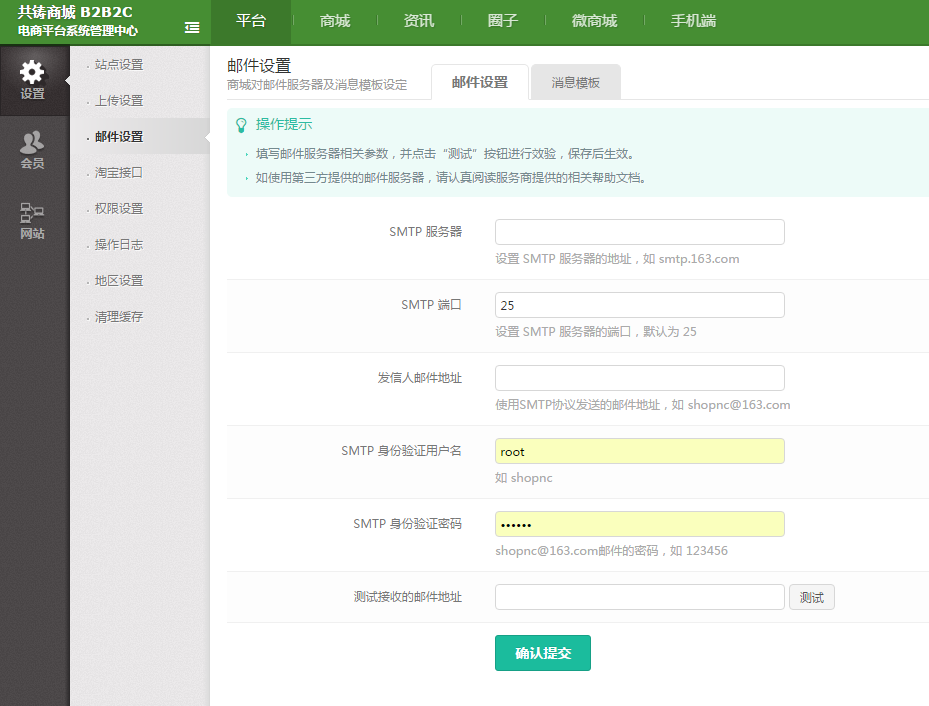 共铸商城 B2B2C
电商平台系统管理中心
平台
商城
资讯
圈子
微商城
手机端
设置
会员
网站
站点设置
上传设置
邮件设置
淘宝接口
权限设置
操作日志
地区设置
清理缓存
邮件设置
商城对邮件服务器及消息模板设定
邮件设置
消息模板
操作提示
填写邮件服务器相关参数，并点击“测试”按钮进行效验，保存后生效。
如使用第三方提供的邮件服务器，请认真阅读服务商提供的相关帮助文档。
SMTP 服务器
设置 SMTP 服务器的地址，如 smtp.163.com
SMTP 端口
25
设置 SMTP 服务器的端口，默认为 25
发信人邮件地址
使用SMTP协议发送的邮件地址，如 shopnc@163.com
SMTP 身份验证用户名
root
如 shopnc
SMTP 身份验证密码
••••••
shopnc@163.com邮件的密码，如 123456
测试接收的邮件地址
测试
确认提交